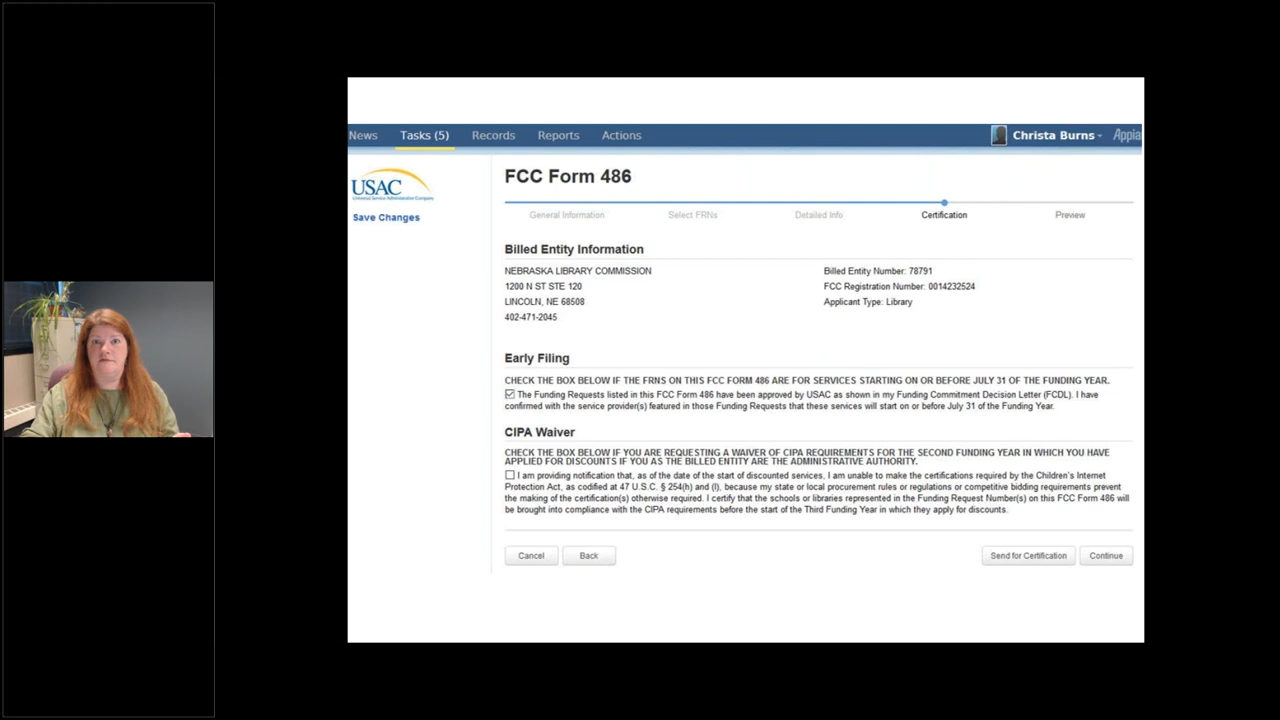 News Tasks (5) Records Reports Actions Christa Burns Appia
USAC
Universal Service Administrative Company
Save Changes
FCC Form 486
General Information Select FRNs Detailed Info Certification Preview
Billed Entity Information
NEBRASKA LIBRARY COMMISSION Billed Entity Number: 78791
1200 N ST STE 120 FCC Registration Number: 0014232524
LINCOLN, NE 68508 Applicant Type: Library
402-471-2045
Early Filing
CHECK THE BOX BELOW IF THE FRNS ON THIS FCC FORM 486 ARE FOR SERVICES STARTING ON OR BEFORE JULY 31 OF THE FUNDING YEAR.
The Funding Requests listed in this FCC Form 486 have been approved by USAC as shown in my Funding Commitment Decision Letter (FCDL). I have
confirmed with the service provider(s) featured in those Funding Requests that these services will start on or before July 31 of the Funding Year.
CIPA Waiver
CHECK THE BOX BELOW IF YOU ARE REQUESTING A WAIVER OF CIPA REQUIREMENTS FOR THE SECOND FUNDING YEAR IN WHICH YOU HAVE
APPLIED FOR DISCOUNTS IF YOU AS THE BILLED ENTITY ARE THE ADMINISTRATIVE AUTHORITY.
I am providing notification that, as of the date of the start of discounted services, I am unable to make the certifications required by the Children's Internet
Protection Act, as codified at 47 U.S.C. § 254(h) and (l), because my state or local procurement rules or regulations or competitive bidding requirements prevent
the making of the certification(s) otherwise required. I certify that the schools or libraries represented in the Funding Request Number(s) on this FCC Form 486 will
be brought into compliance with the CIPA requirements before the start of the Third Funding Year in which they apply for discounts.
Cancel Back Send for Certification Continue